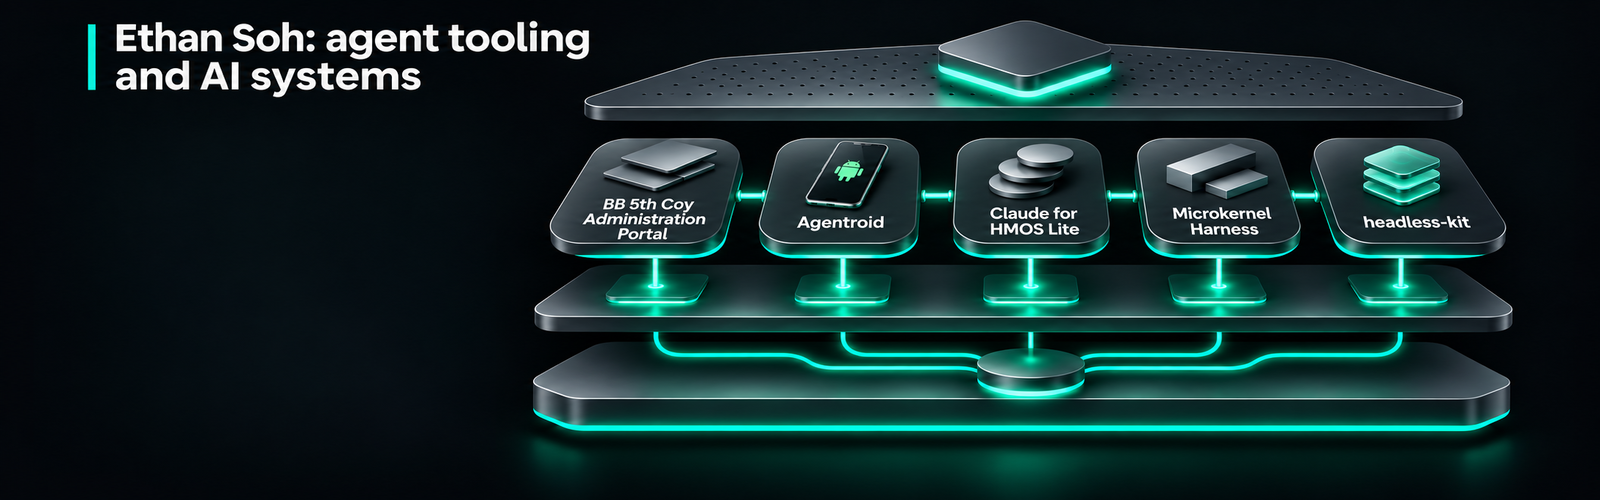 Ethan Soh: agent tooling
and AI systems
BB 5th Coy
Administration
Portal
Agentroid
Claude for
HMOS Lite
Microkernel
Harness
headless-kit